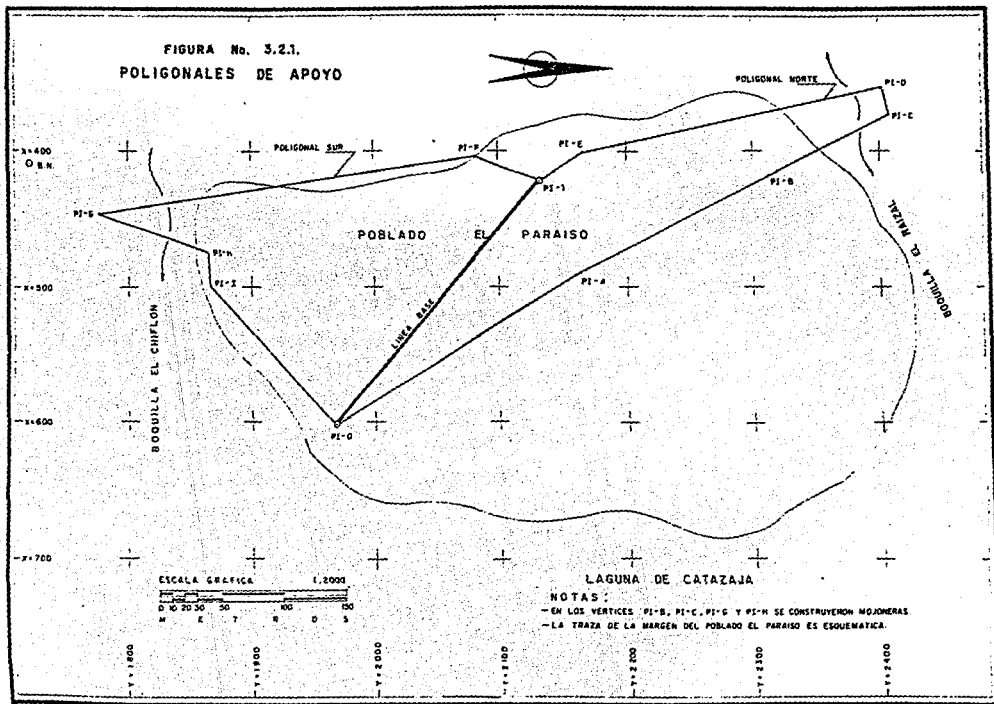 FIGURA No. 3.2.1.
POLIGONALES DE APOYO
POLIGONAL NORTE
PI-D
PI-C
X=400
B.N.
POLIGONAL SUR
PI-F
PI-E
PI-1
PI-B
PI-G
POBLADO EL PARAISO
PI-H
PI-I
PI-A
X=500
LINEA BASE
BOQUILLA EL CHIFLON
BOQUILLA EL RAIZAL
X=600
PI-0
X=700
ESCALA GRAFICA 1:2000
0 10 20 30 50 100 150
M E T R O S
LAGUNA DE CATAZAJA
NOTAS:
- EN LOS VERTICES PI-B, PI-C, PI-G Y PI-H SE CONSTRUYERON MOJONERAS.
- LA TRAZA DE LA MARGEN DEL POBLADO EL PARAISO ES ESQUEMATICA.
Y=1800
Y=1900
Y=2000
Y=2100
Y=2200
Y=2300
Y=2400